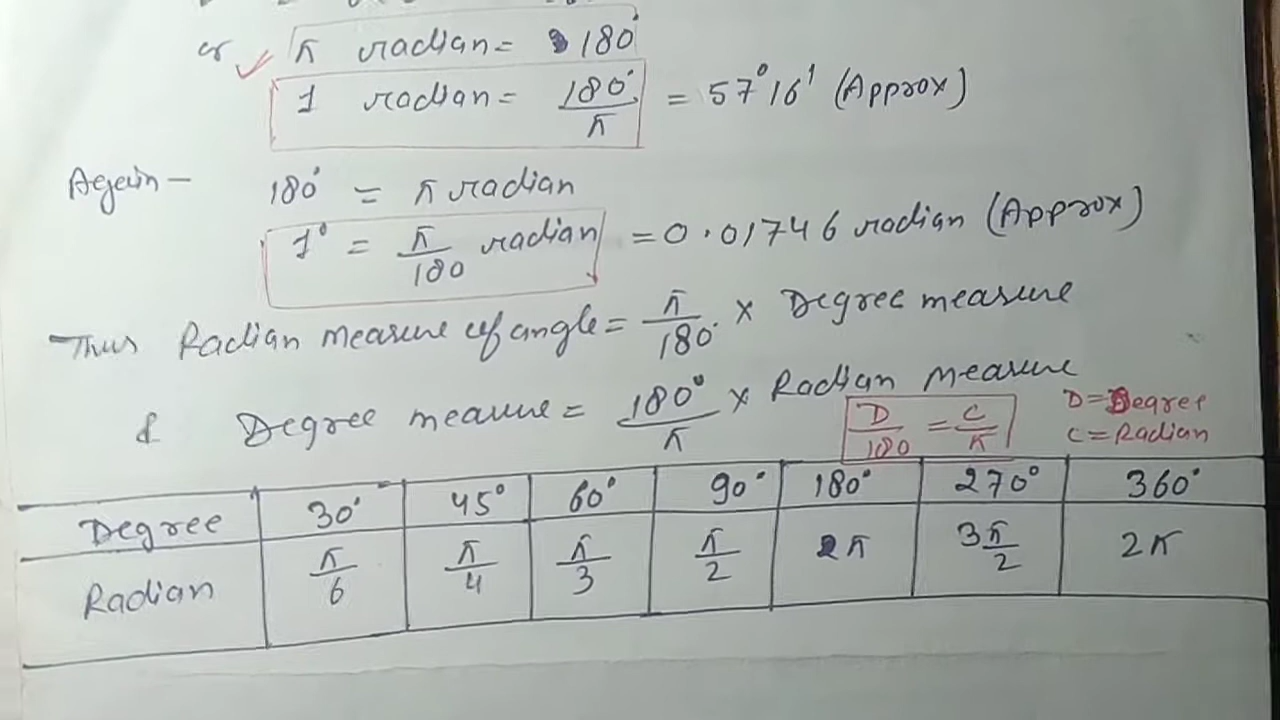 or π radian = 180°
1 radian = 180°/π = 57°16' (Approx)
Again - 180° = π radian
1° = π/180 radian = 0.01746 radian (Approx)
Thus Radian measure of angle = π/180° × Degree measure
& Degree measure = 180°/π × Radian Measure
D/180 = C/π
D = Degree
C = Radian
Degree 30° 45° 60° 90° 180° 270° 360°
Radian π/6 π/4 π/3 π/2 π 3π/2 2π